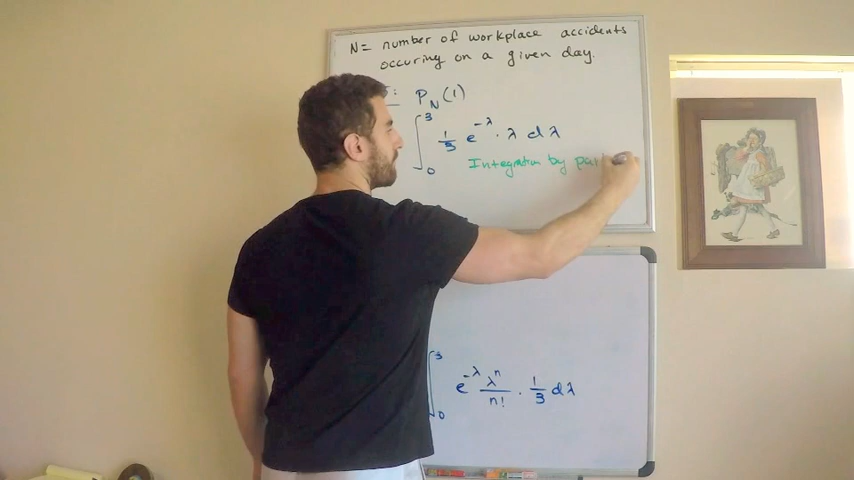 N= number of workplace accidents
occuring on a given day.
: P_N(1)
∫_0^3 1/3 e^{-λ} · λ dλ
Integration by par
∫_0^3 e^{-λ} λ^n/n! · 1/3 dλ